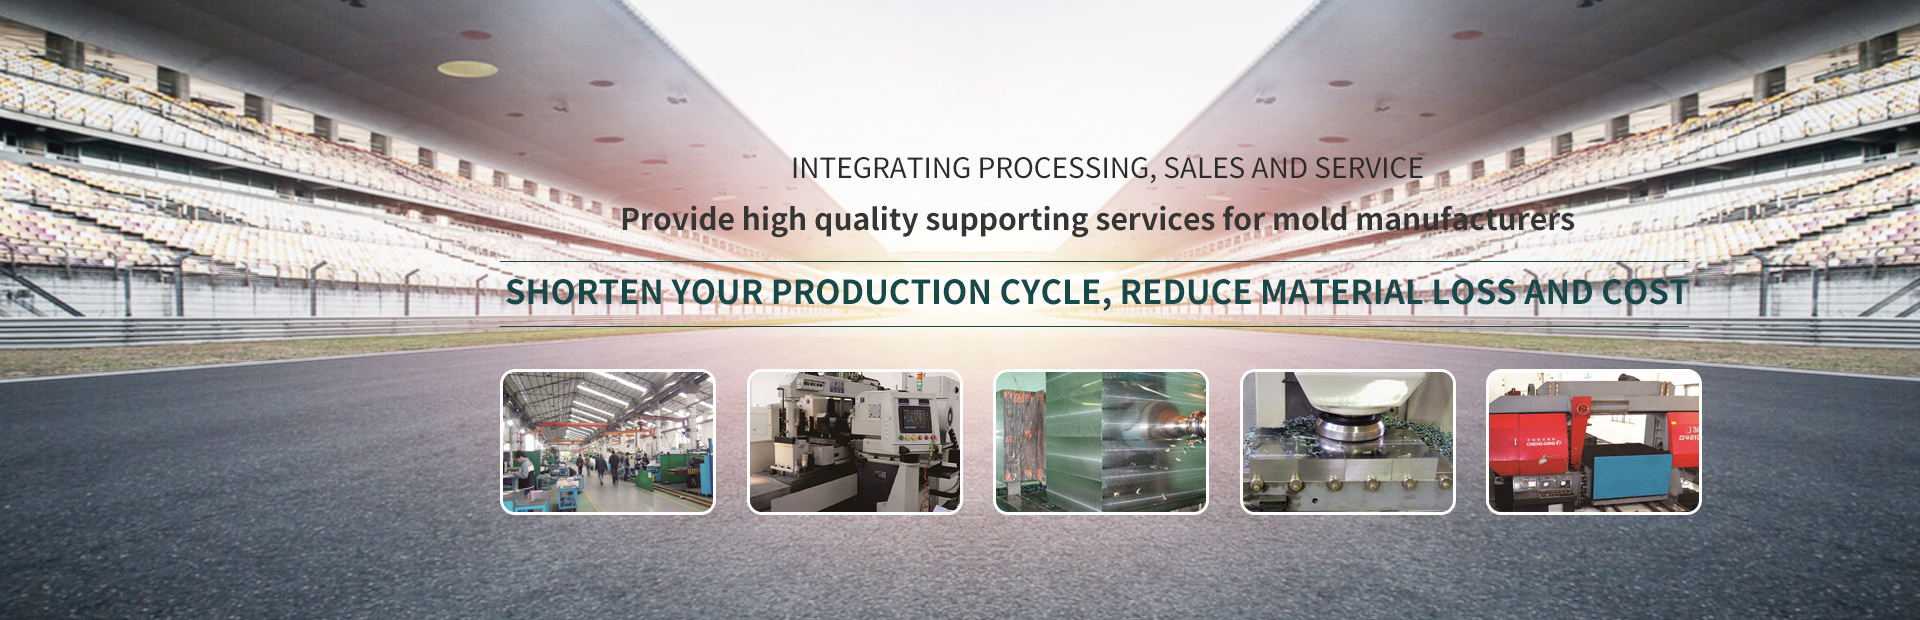 INTEGRATING PROCESSING, SALES AND SERVICE
Provide high quality supporting services for mold manufacturers
SHORTEN YOUR PRODUCTION CYCLE, REDUCE MATERIAL LOSS AND COST
CHENLONG